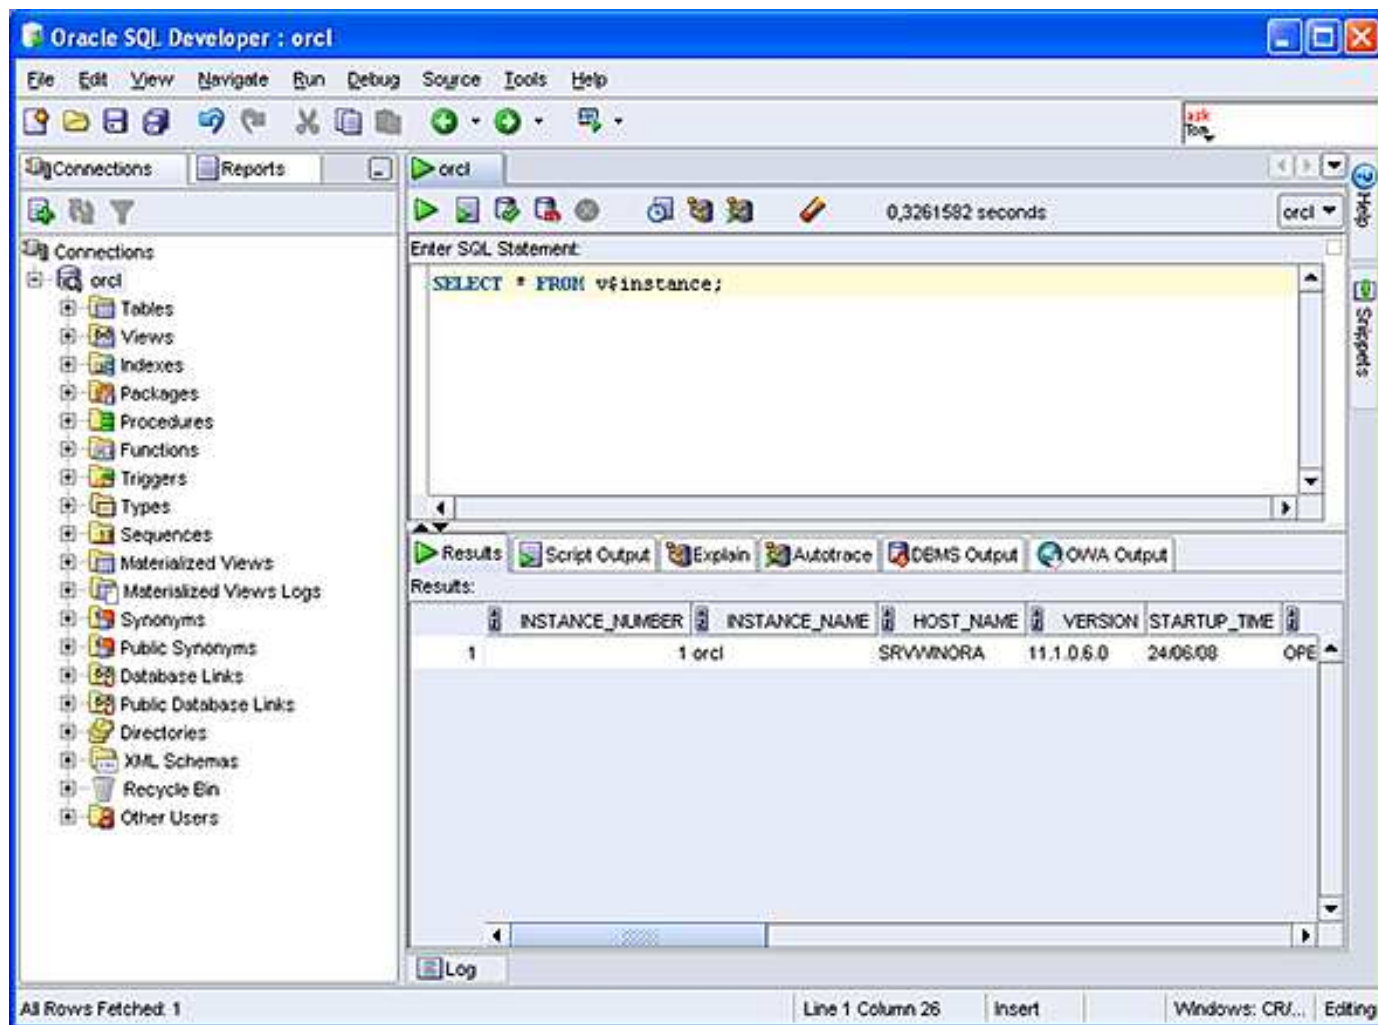 Oracle SQL Developer : orcl
File Edit View Navigate Run Debug Source Tools Help
ask
Tom
Connections Reports
orcl
0,3261582 seconds
orcl
Help
Snippets
Connections
orcl
Tables
Views
Indexes
Packages
Procedures
Functions
Triggers
Types
Sequences
Materialized Views
Materialized Views Logs
Synonyms
Public Synonyms
Database Links
Public Database Links
Directories
XML Schemas
Recycle Bin
Other Users
Enter SQL Statement:
SELECT * FROM v$instance;
Results Script Output Explain Autotrace DBMS Output OWA Output
Results:
INSTANCE_NUMBER INSTANCE_NAME HOST_NAME VERSION STARTUP_TIME
1 1 orcl SRVWINORA 11.1.0.6.0 24/06/08 OPE
Log
All Rows Fetched: 1 Line 1 Column 26 Insert Windows: CR/... Editing